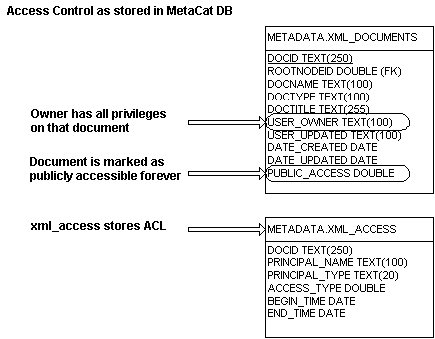 Access Control as stored in MetaCat DB
METADATA.XML_DOCUMENTS
DOCID TEXT(250)
ROOTNODEID DOUBLE (FK)
DOCNAME TEXT(100)
DOCTYPE TEXT(100)
DOCTITLE TEXT(255)
Owner has all privileges
on that document
USER_OWNER TEXT(100)
USER_UPDATED TEXT(100)
DATE_CREATED DATE
DATE_UPDATED DATE
Document is marked as
publicly accessible forever
PUBLIC_ACCESS DOUBLE
xml_access stores ACL
METADATA.XML_ACCESS
DOCID TEXT(250)
PRINCIPAL_NAME TEXT(100)
PRINCIPAL_TYPE TEXT(20)
ACCESS_TYPE DOUBLE
BEGIN_TIME DATE
END_TIME DATE